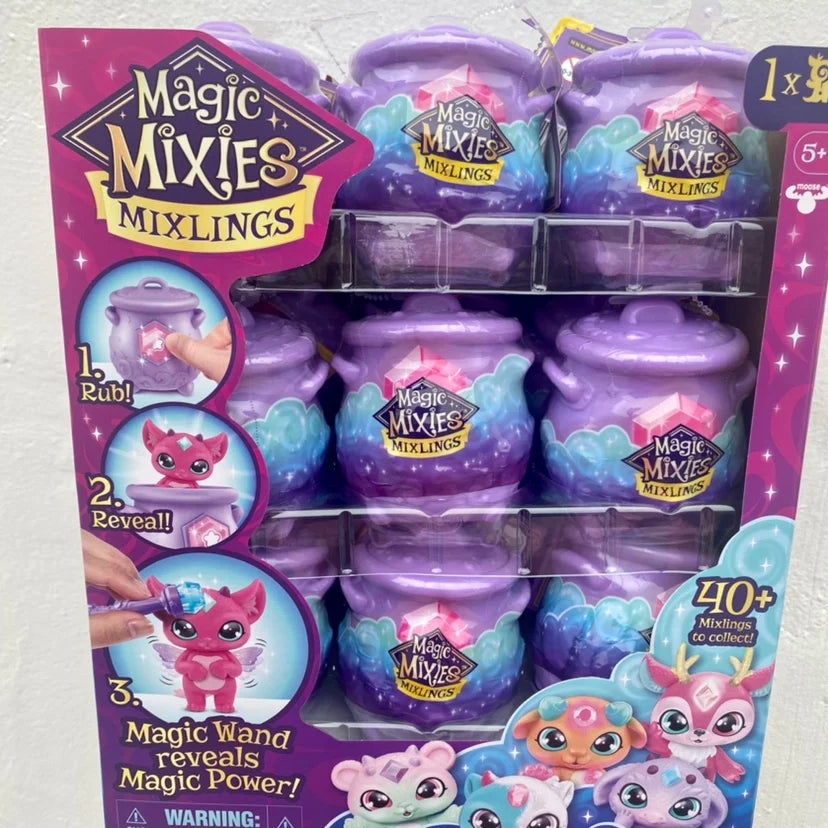 Magic
MIXIES™
MIXLINGS
1x
5+
moose
1.
Rub!
2.
Reveal!
3.
Magic Wand
reveals
Magic Power!
WARNING:
40+
Mixlings
to collect!
Magic
MIXIES
MIXLINGS
Magic
MIXIES
MIXLINGS
Magic
MIXIES
MIXLINGS
Magic
MIXIES
MIXLINGS
Magic
MIXIES
MIXLINGS